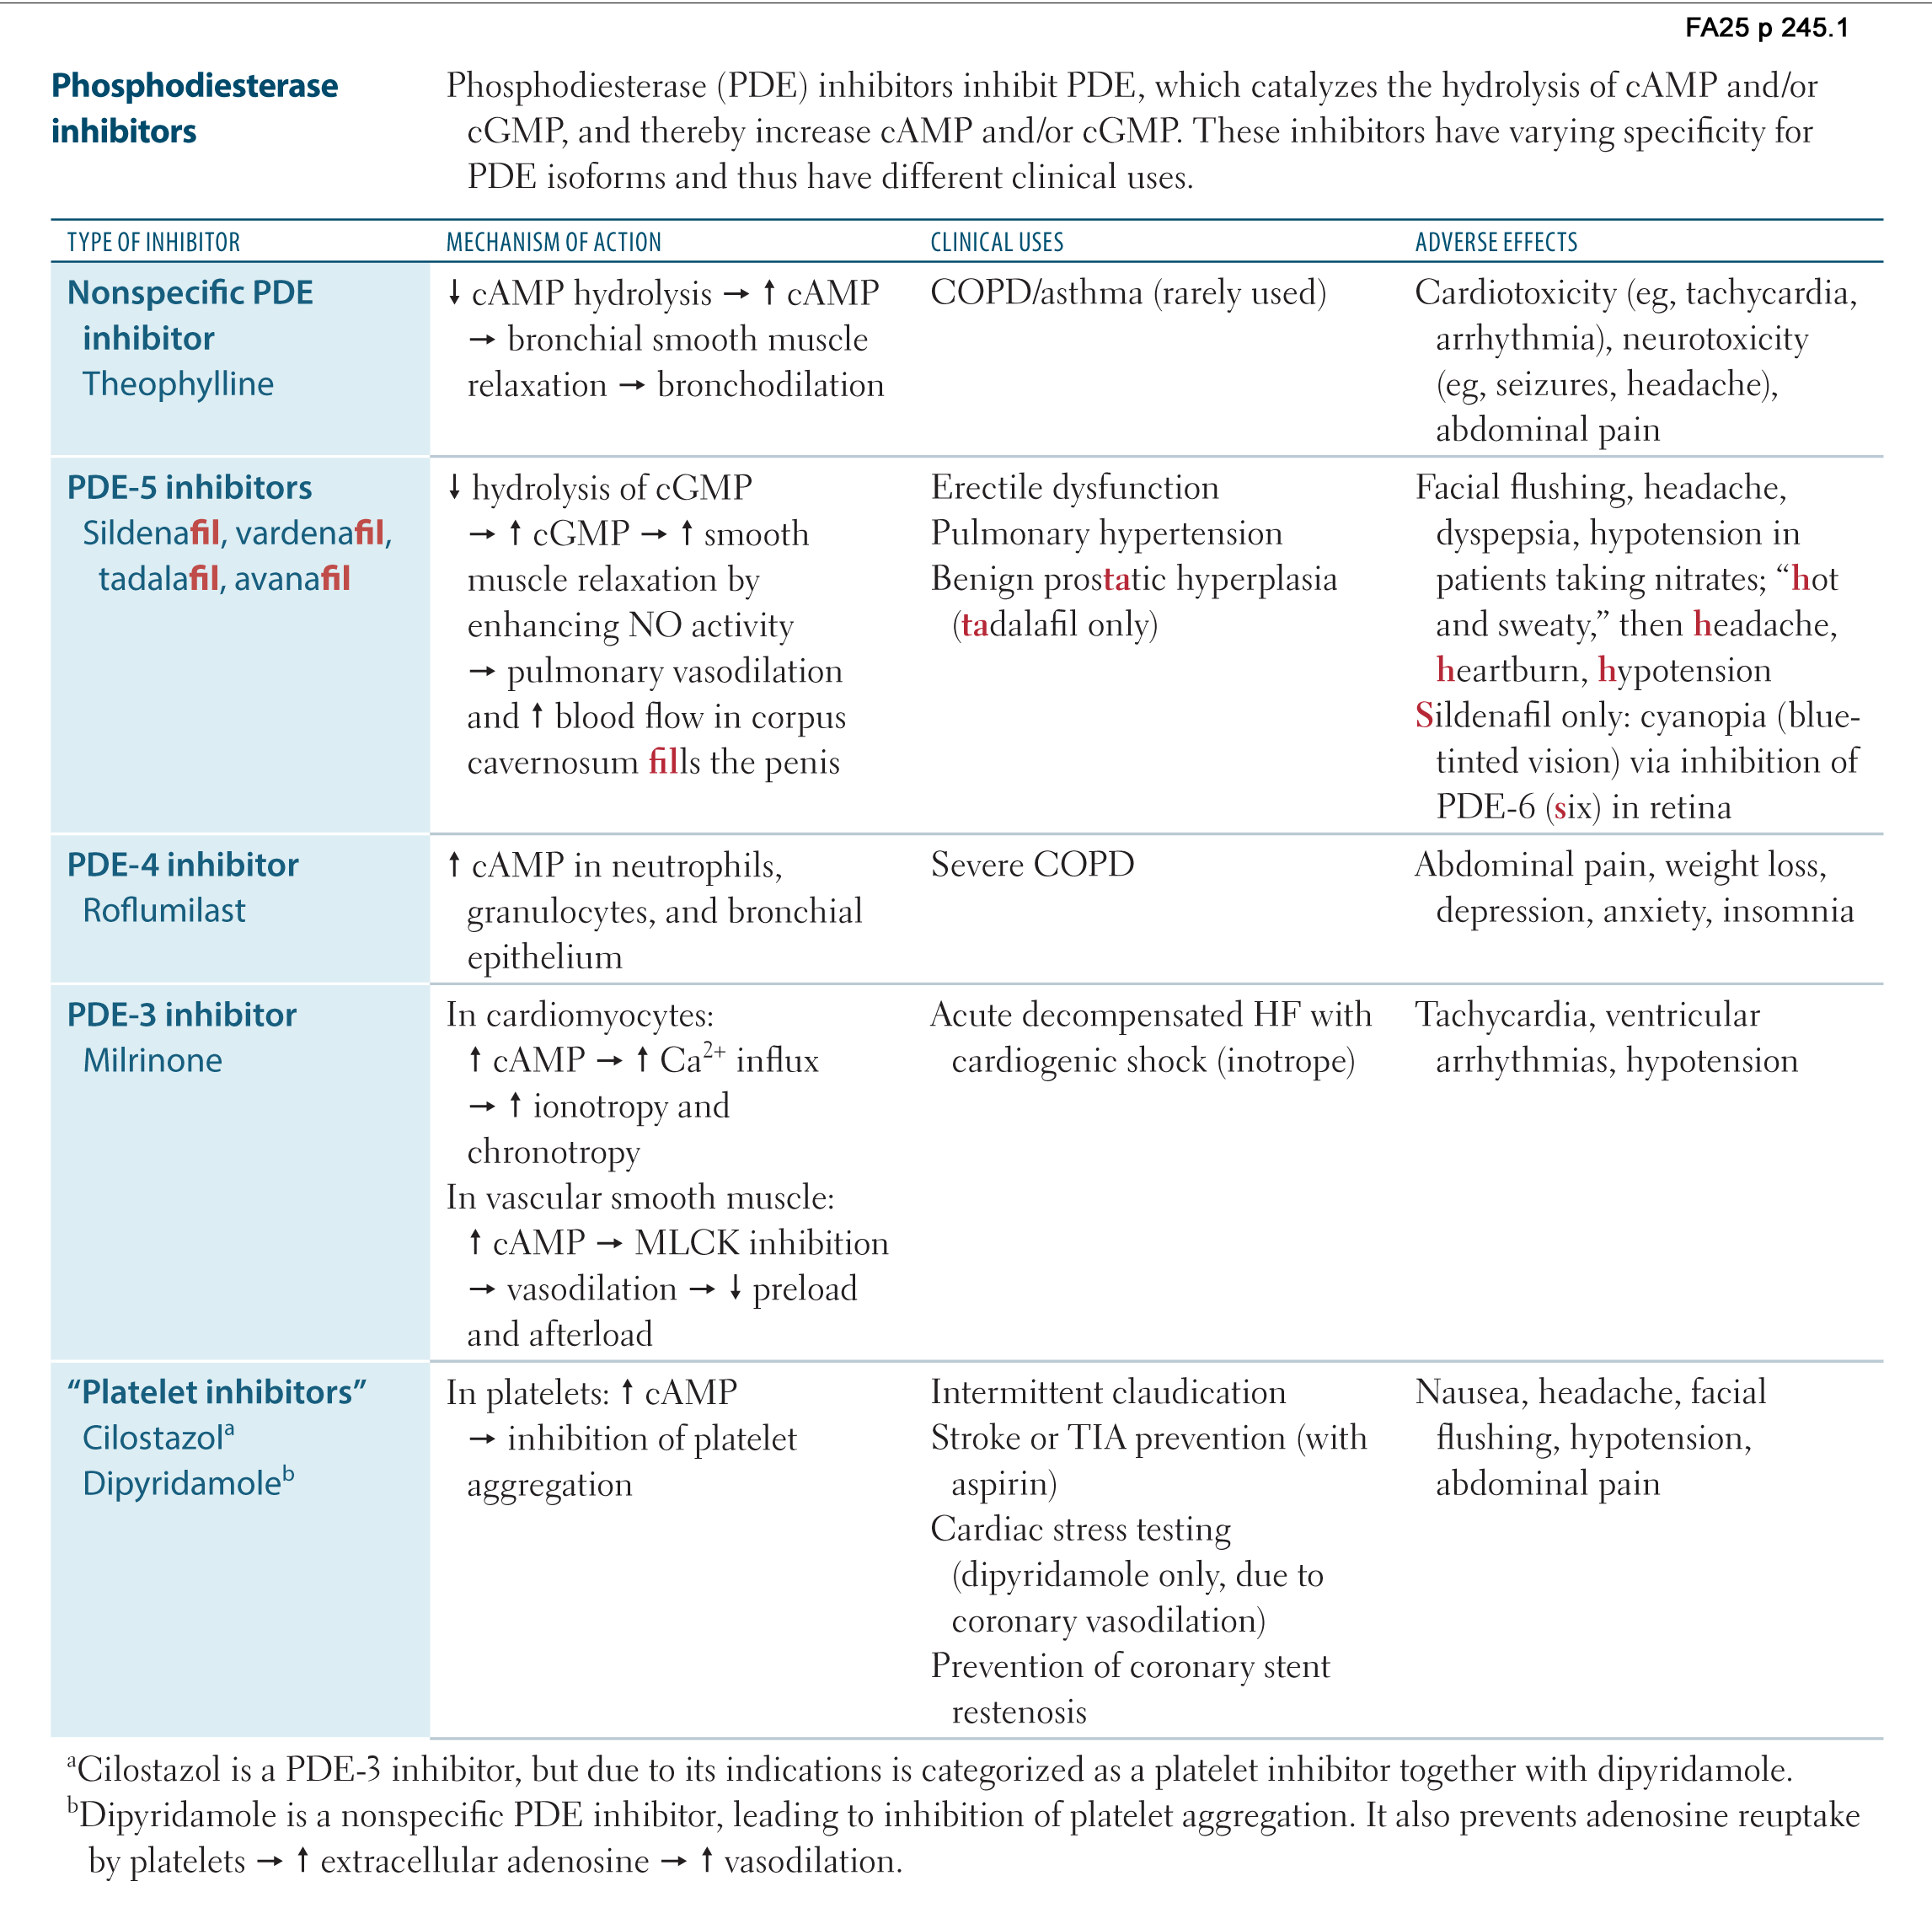 FA25 p 245.1
Phosphodiesterase
inhibitors
Phosphodiesterase (PDE) inhibitors inhibit PDE, which catalyzes the hydrolysis of cAMP and/or
cGMP, and thereby increase cAMP and/or cGMP. These inhibitors have varying specificity for
PDE isoforms and thus have different clinical uses.
TYPE OF INHIBITOR
MECHANISM OF ACTION
CLINICAL USES
ADVERSE EFFECTS
Nonspecific PDE
inhibitor
Theophylline
↓ cAMP hydrolysis → ↑ cAMP
→ bronchial smooth muscle
relaxation → bronchodilation
COPD/asthma (rarely used)
Cardiotoxicity (eg, tachycardia,
arrhythmia), neurotoxicity
(eg, seizures, headache),
abdominal pain
PDE-5 inhibitors
Sildenafil, vardenafil,
tadalafil, avanafil
↓ hydrolysis of cGMP
→ ↑ cGMP → ↑ smooth
muscle relaxation by
enhancing NO activity
→ pulmonary vasodilation
and ↑ blood flow in corpus
cavernosum fills the penis
Erectile dysfunction
Pulmonary hypertension
Benign prostatic hyperplasia
(tadalafil only)
Facial flushing, headache,
dyspepsia, hypotension in
patients taking nitrates; “hot
and sweaty,” then headache,
heartburn, hypotension
Sildenafil only: cyanopia (blue-
tinted vision) via inhibition of
PDE-6 (six) in retina
PDE-4 inhibitor
Roflumilast
↑ cAMP in neutrophils,
granulocytes, and bronchial
epithelium
Severe COPD
Abdominal pain, weight loss,
depression, anxiety, insomnia
PDE-3 inhibitor
Milrinone
In cardiomyocytes:
↑ cAMP → ↑ Ca²⁺ influx
→ ↑ ionotropy and
chronotropy
In vascular smooth muscle:
↑ cAMP → MLCK inhibition
→ vasodilation → ↓ preload
and afterload
Acute decompensated HF with
cardiogenic shock (inotrope)
Tachycardia, ventricular
arrhythmias, hypotension
“Platelet inhibitors”
Cilostazolᵃ
Dipyridamoleᵇ
In platelets: ↑ cAMP
→ inhibition of platelet
aggregation
Intermittent claudication
Stroke or TIA prevention (with
aspirin)
Cardiac stress testing
(dipyridamole only, due to
coronary vasodilation)
Prevention of coronary stent
restenosis
Nausea, headache, facial
flushing, hypotension,
abdominal pain
ᵃCilostazol is a PDE-3 inhibitor, but due to its indications is categorized as a platelet inhibitor together with dipyridamole.
ᵇDipyridamole is a nonspecific PDE inhibitor, leading to inhibition of platelet aggregation. It also prevents adenosine reuptake
by platelets → ↑ extracellular adenosine → ↑ vasodilation.